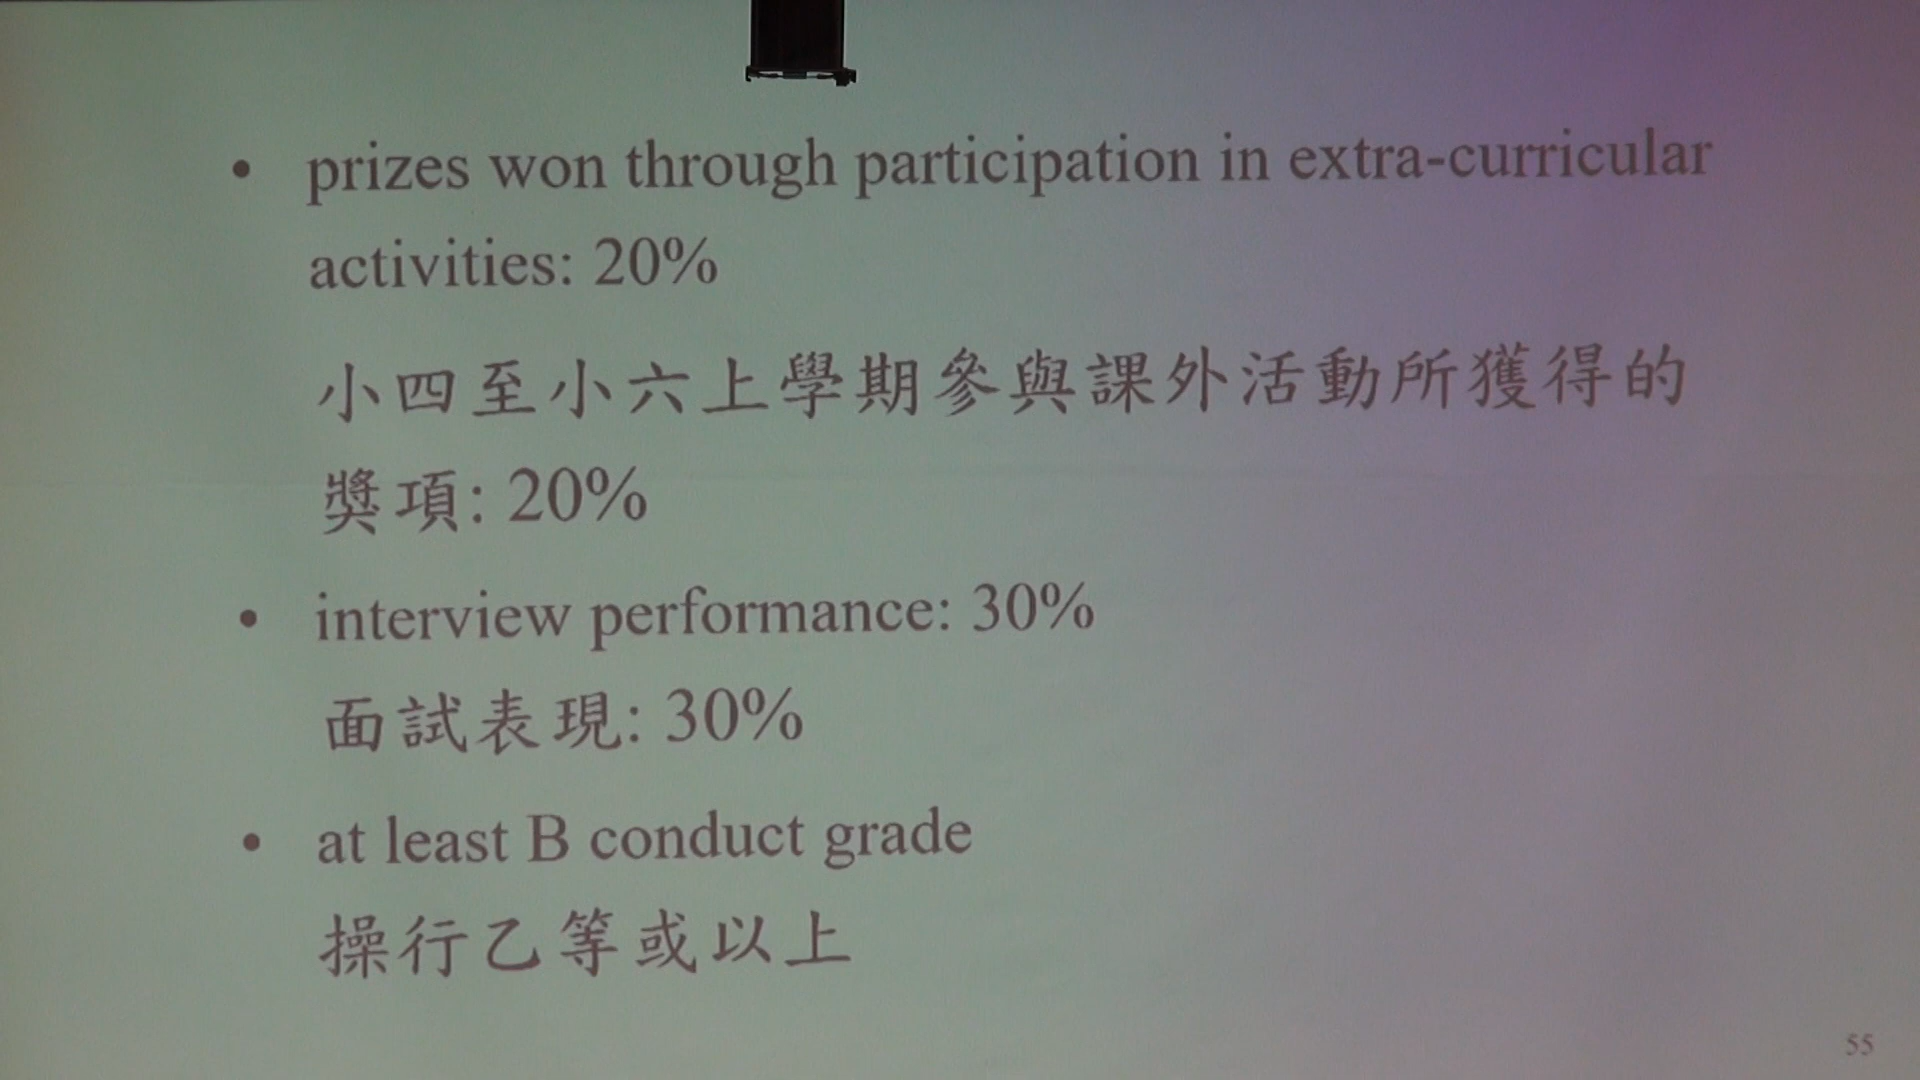 • prizes won through participation in extra-curricular
activities: 20%
小四至小六上學期參與課外活動所獲得的
獎項: 20%
• interview performance: 30%
面試表現: 30%
• at least B conduct grade
操行乙等或以上
55